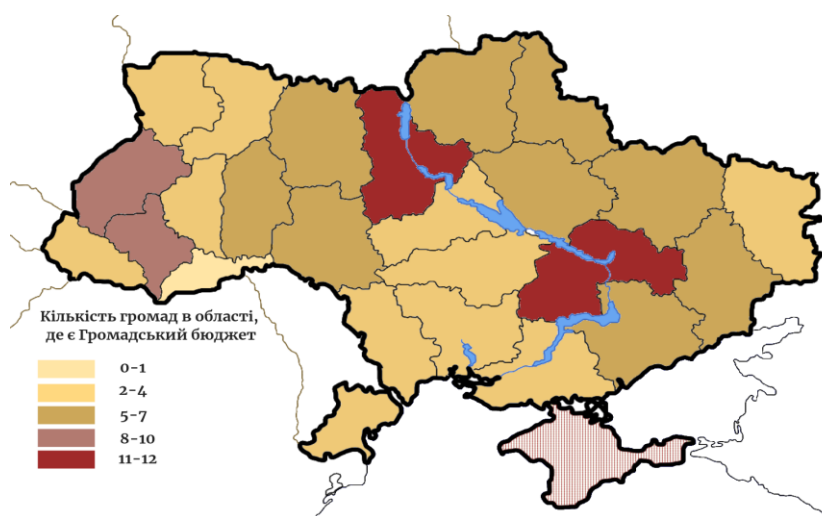 Кількість громад в області,
де є Громадський бюджет
0-1
2-4
5-7
8-10
11-12